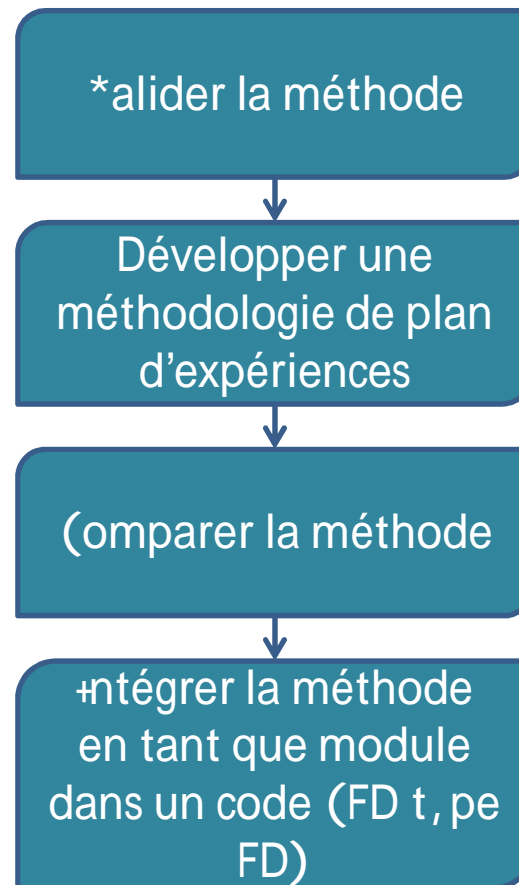 *alider la méthode
Développer une
méthodologie de plan
d’expériences
(omparer la méthode
+ntégrer la méthode
en tant que module
dans un code (FD t,pe
FD)